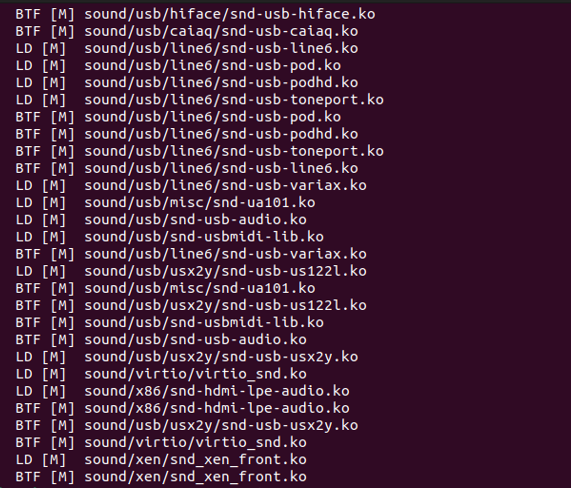 BTF [M] sound/usb/hiface/snd-usb-hiface.ko
BTF [M] sound/usb/caiaq/snd-usb-caiaq.ko
LD [M]  sound/usb/line6/snd-usb-line6.ko
LD [M]  sound/usb/line6/snd-usb-pod.ko
LD [M]  sound/usb/line6/snd-usb-podhd.ko
LD [M]  sound/usb/line6/snd-usb-toneport.ko
BTF [M] sound/usb/line6/snd-usb-pod.ko
BTF [M] sound/usb/line6/snd-usb-podhd.ko
BTF [M] sound/usb/line6/snd-usb-toneport.ko
BTF [M] sound/usb/line6/snd-usb-line6.ko
LD [M]  sound/usb/line6/snd-usb-variax.ko
LD [M]  sound/usb/misc/snd-ua101.ko
LD [M]  sound/usb/snd-usb-audio.ko
LD [M]  sound/usb/snd-usbmidi-lib.ko
BTF [M] sound/usb/line6/snd-usb-variax.ko
LD [M]  sound/usb/usx2y/snd-usb-us122l.ko
BTF [M] sound/usb/misc/snd-ua101.ko
BTF [M] sound/usb/usx2y/snd-usb-us122l.ko
BTF [M] sound/usb/snd-usbmidi-lib.ko
BTF [M] sound/usb/snd-usb-audio.ko
LD [M]  sound/usb/usx2y/snd-usb-usx2y.ko
LD [M]  sound/virtio/virtio_snd.ko
LD [M]  sound/x86/snd-hdmi-lpe-audio.ko
BTF [M] sound/x86/snd-hdmi-lpe-audio.ko
BTF [M] sound/usb/usx2y/snd-usb-usx2y.ko
BTF [M] sound/virtio/virtio_snd.ko
LD [M]  sound/xen/snd_xen_front.ko
BTF [M] sound/xen/snd_xen_front.ko